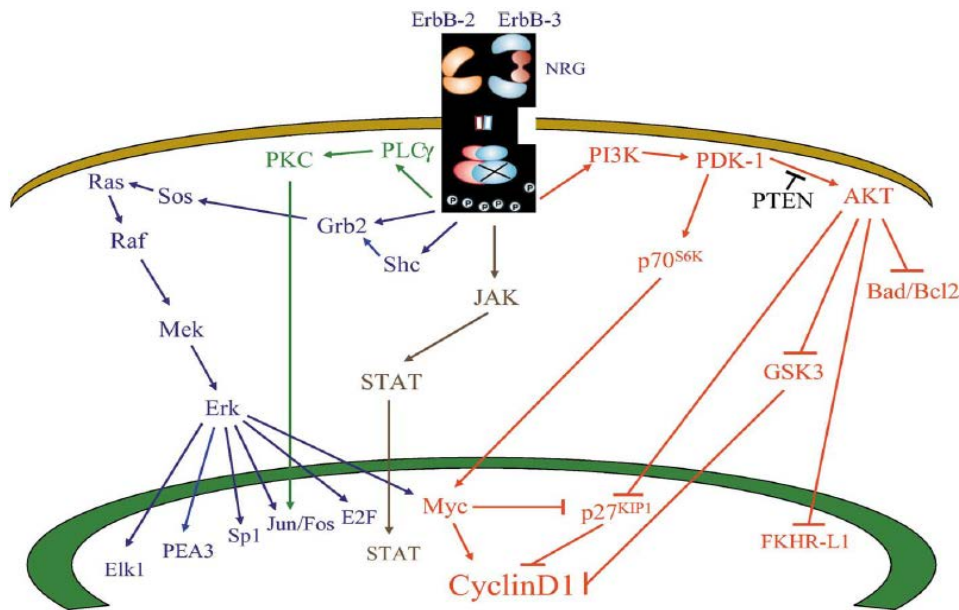 ErbB-2 ErbB-3
NRG
PKC PLCγ PI3K PDK-1
Ras Sos PTEN AKT
Grb2
Raf Shc p70S6K
JAK Bad/Bcl2
Mek
STAT GSK3
Erk
Myc p27KIP1
Elk1 PEA3 Sp1 Jun/Fos E2F
STAT FKHR-L1
CyclinD1
P P P P P P